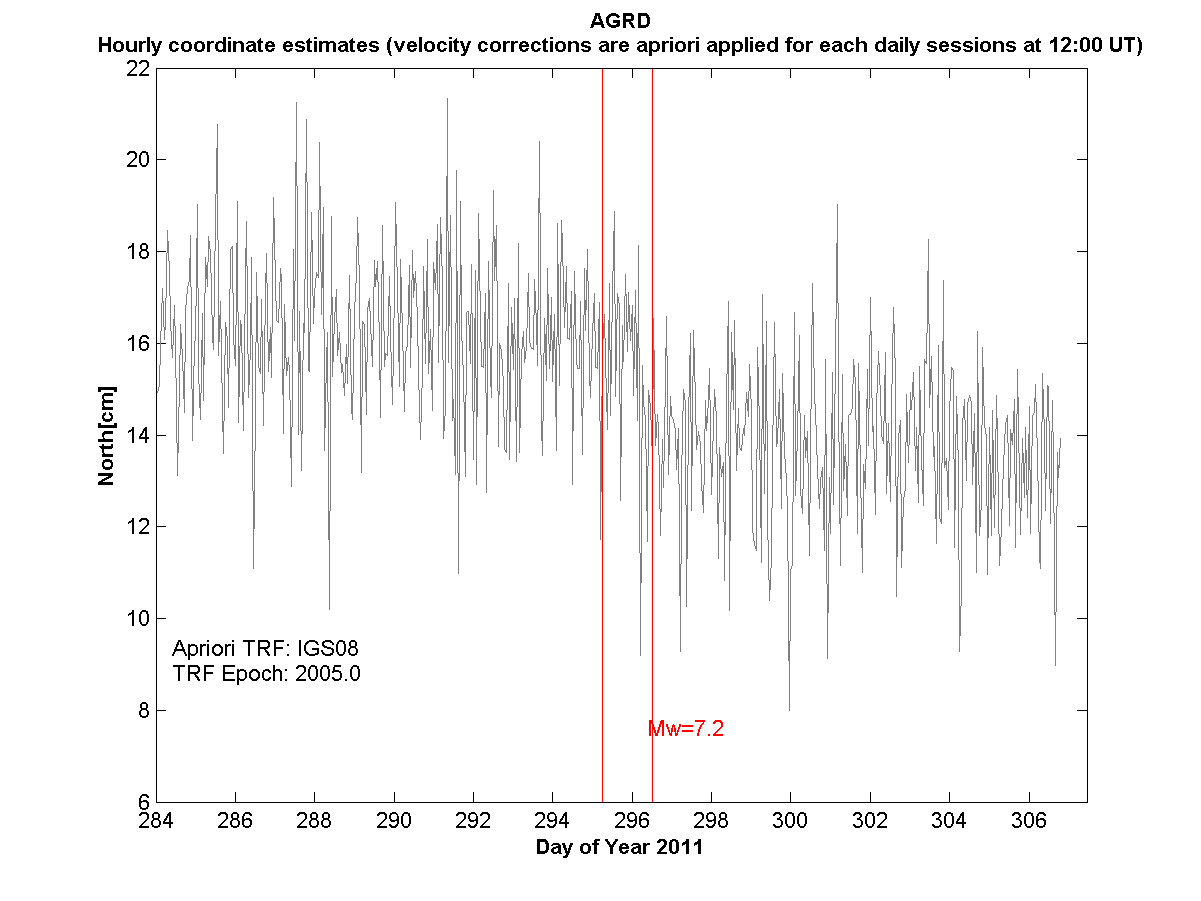 AGRD
Hourly coordinate estimates (velocity corrections are apriori applied for each daily sessions at 12:00 UT)
22
20
18
16
14
12
10
8
6
North[cm]
Apriori TRF: IGS08
TRF Epoch: 2005.0
Mw=7.2
284 286 288 290 292 294 296 298 300 302 304 306
Day of Year 2011